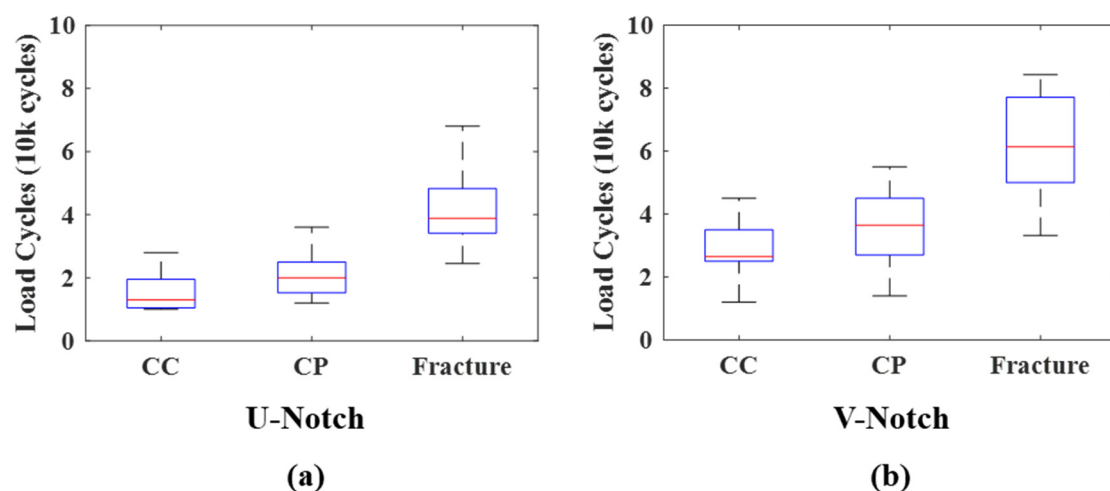 Load Cycles (10k cycles)
10
8
6
4
2
0
CC CP Fracture
U-Notch
(a)
Load Cycles (10k cycles)
10
8
6
4
2
0
CC CP Fracture
V-Notch
(b)